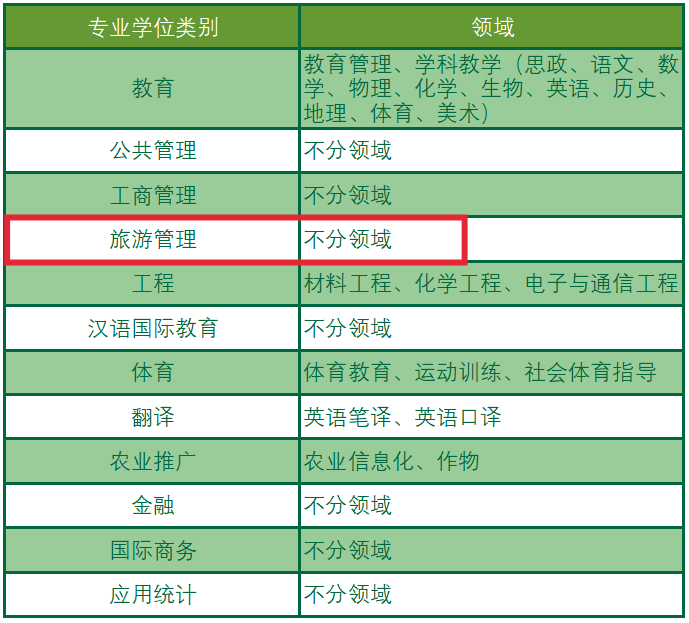 专业学位类别 领域
教育
教育管理、学科教学（思政、语文、数
学、物理、化学、生物、英语、历史、
地理、体育、美术）
公共管理 不分领域
工商管理 不分领域
旅游管理 不分领域
工程 材料工程、化学工程、电子与通信工程
汉语国际教育 不分领域
体育 体育教育、运动训练、社会体育指导
翻译 英语笔译、英语口译
农业推广 农业信息化、作物
金融 不分领域
国际商务 不分领域
应用统计 不分领域